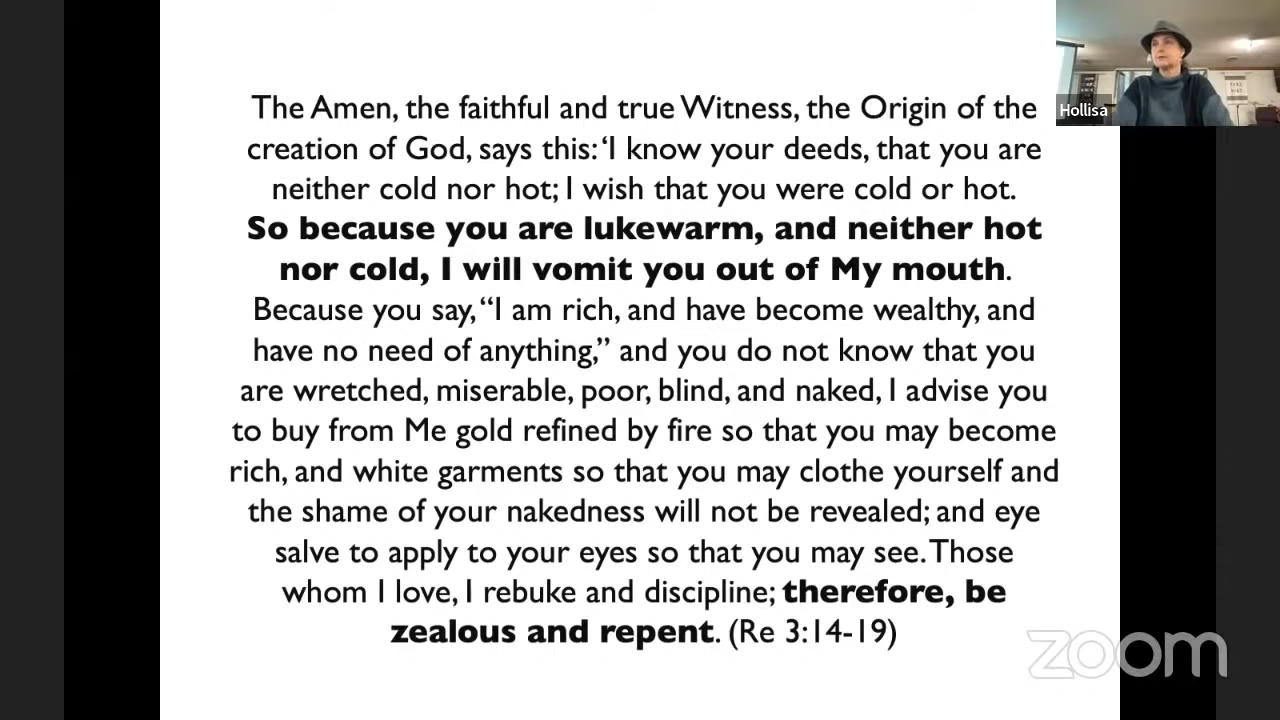 The Amen, the faithful and true Witness, the Origin of the
creation of God, says this: ‘I know your deeds, that you are
neither cold nor hot; I wish that you were cold or hot.
So because you are lukewarm, and neither hot
nor cold, I will vomit you out of My mouth.
Because you say, “I am rich, and have become wealthy, and
have no need of anything,” and you do not know that you
are wretched, miserable, poor, blind, and naked, I advise you
to buy from Me gold refined by fire so that you may become
rich, and white garments so that you may clothe yourself and
the shame of your nakedness will not be revealed; and eye
salve to apply to your eyes so that you may see. Those
whom I love, I rebuke and discipline; therefore, be
zealous and repent. (Re 3:14-19)
Hollisa
zoom